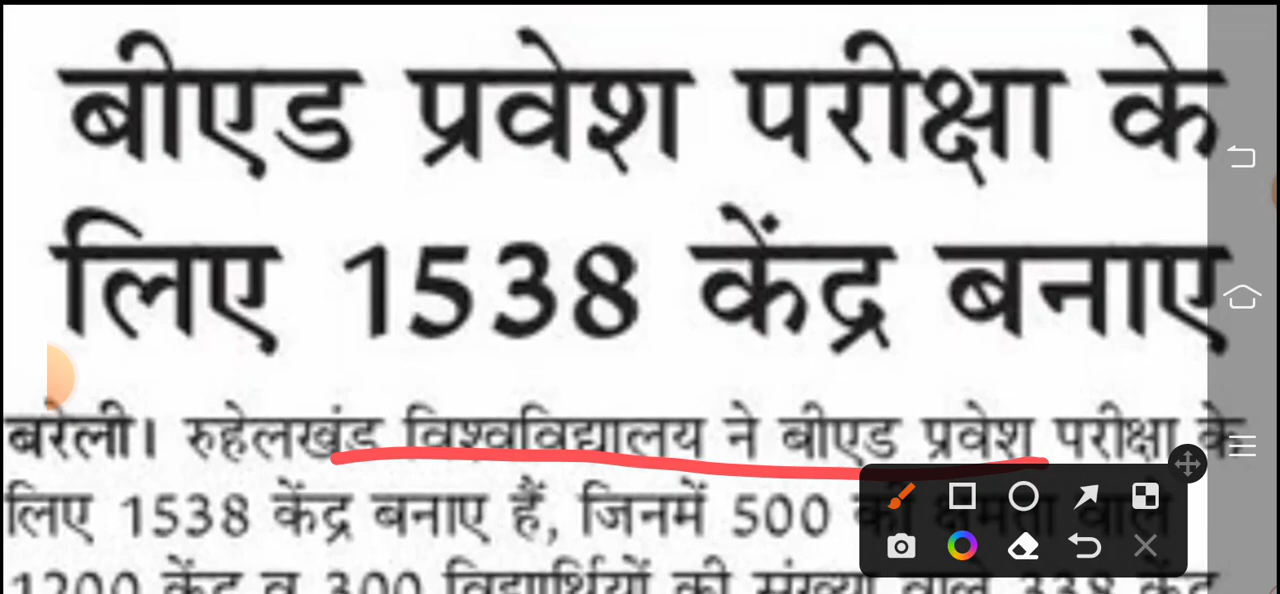 बीएड प्रवेश परीक्षा के
लिए 1538 केंद्र बनाए
बरेली। रुहेलखंड विश्वविद्यालय ने बीएड प्रवेश परीक्षा के
लिए 1538 केंद्र बनाए हैं, जिनमें 500 की क्षमता वाले
1200 केंद्र व 300 विद्यार्थियों की संख्या वाले 338 केंद्र